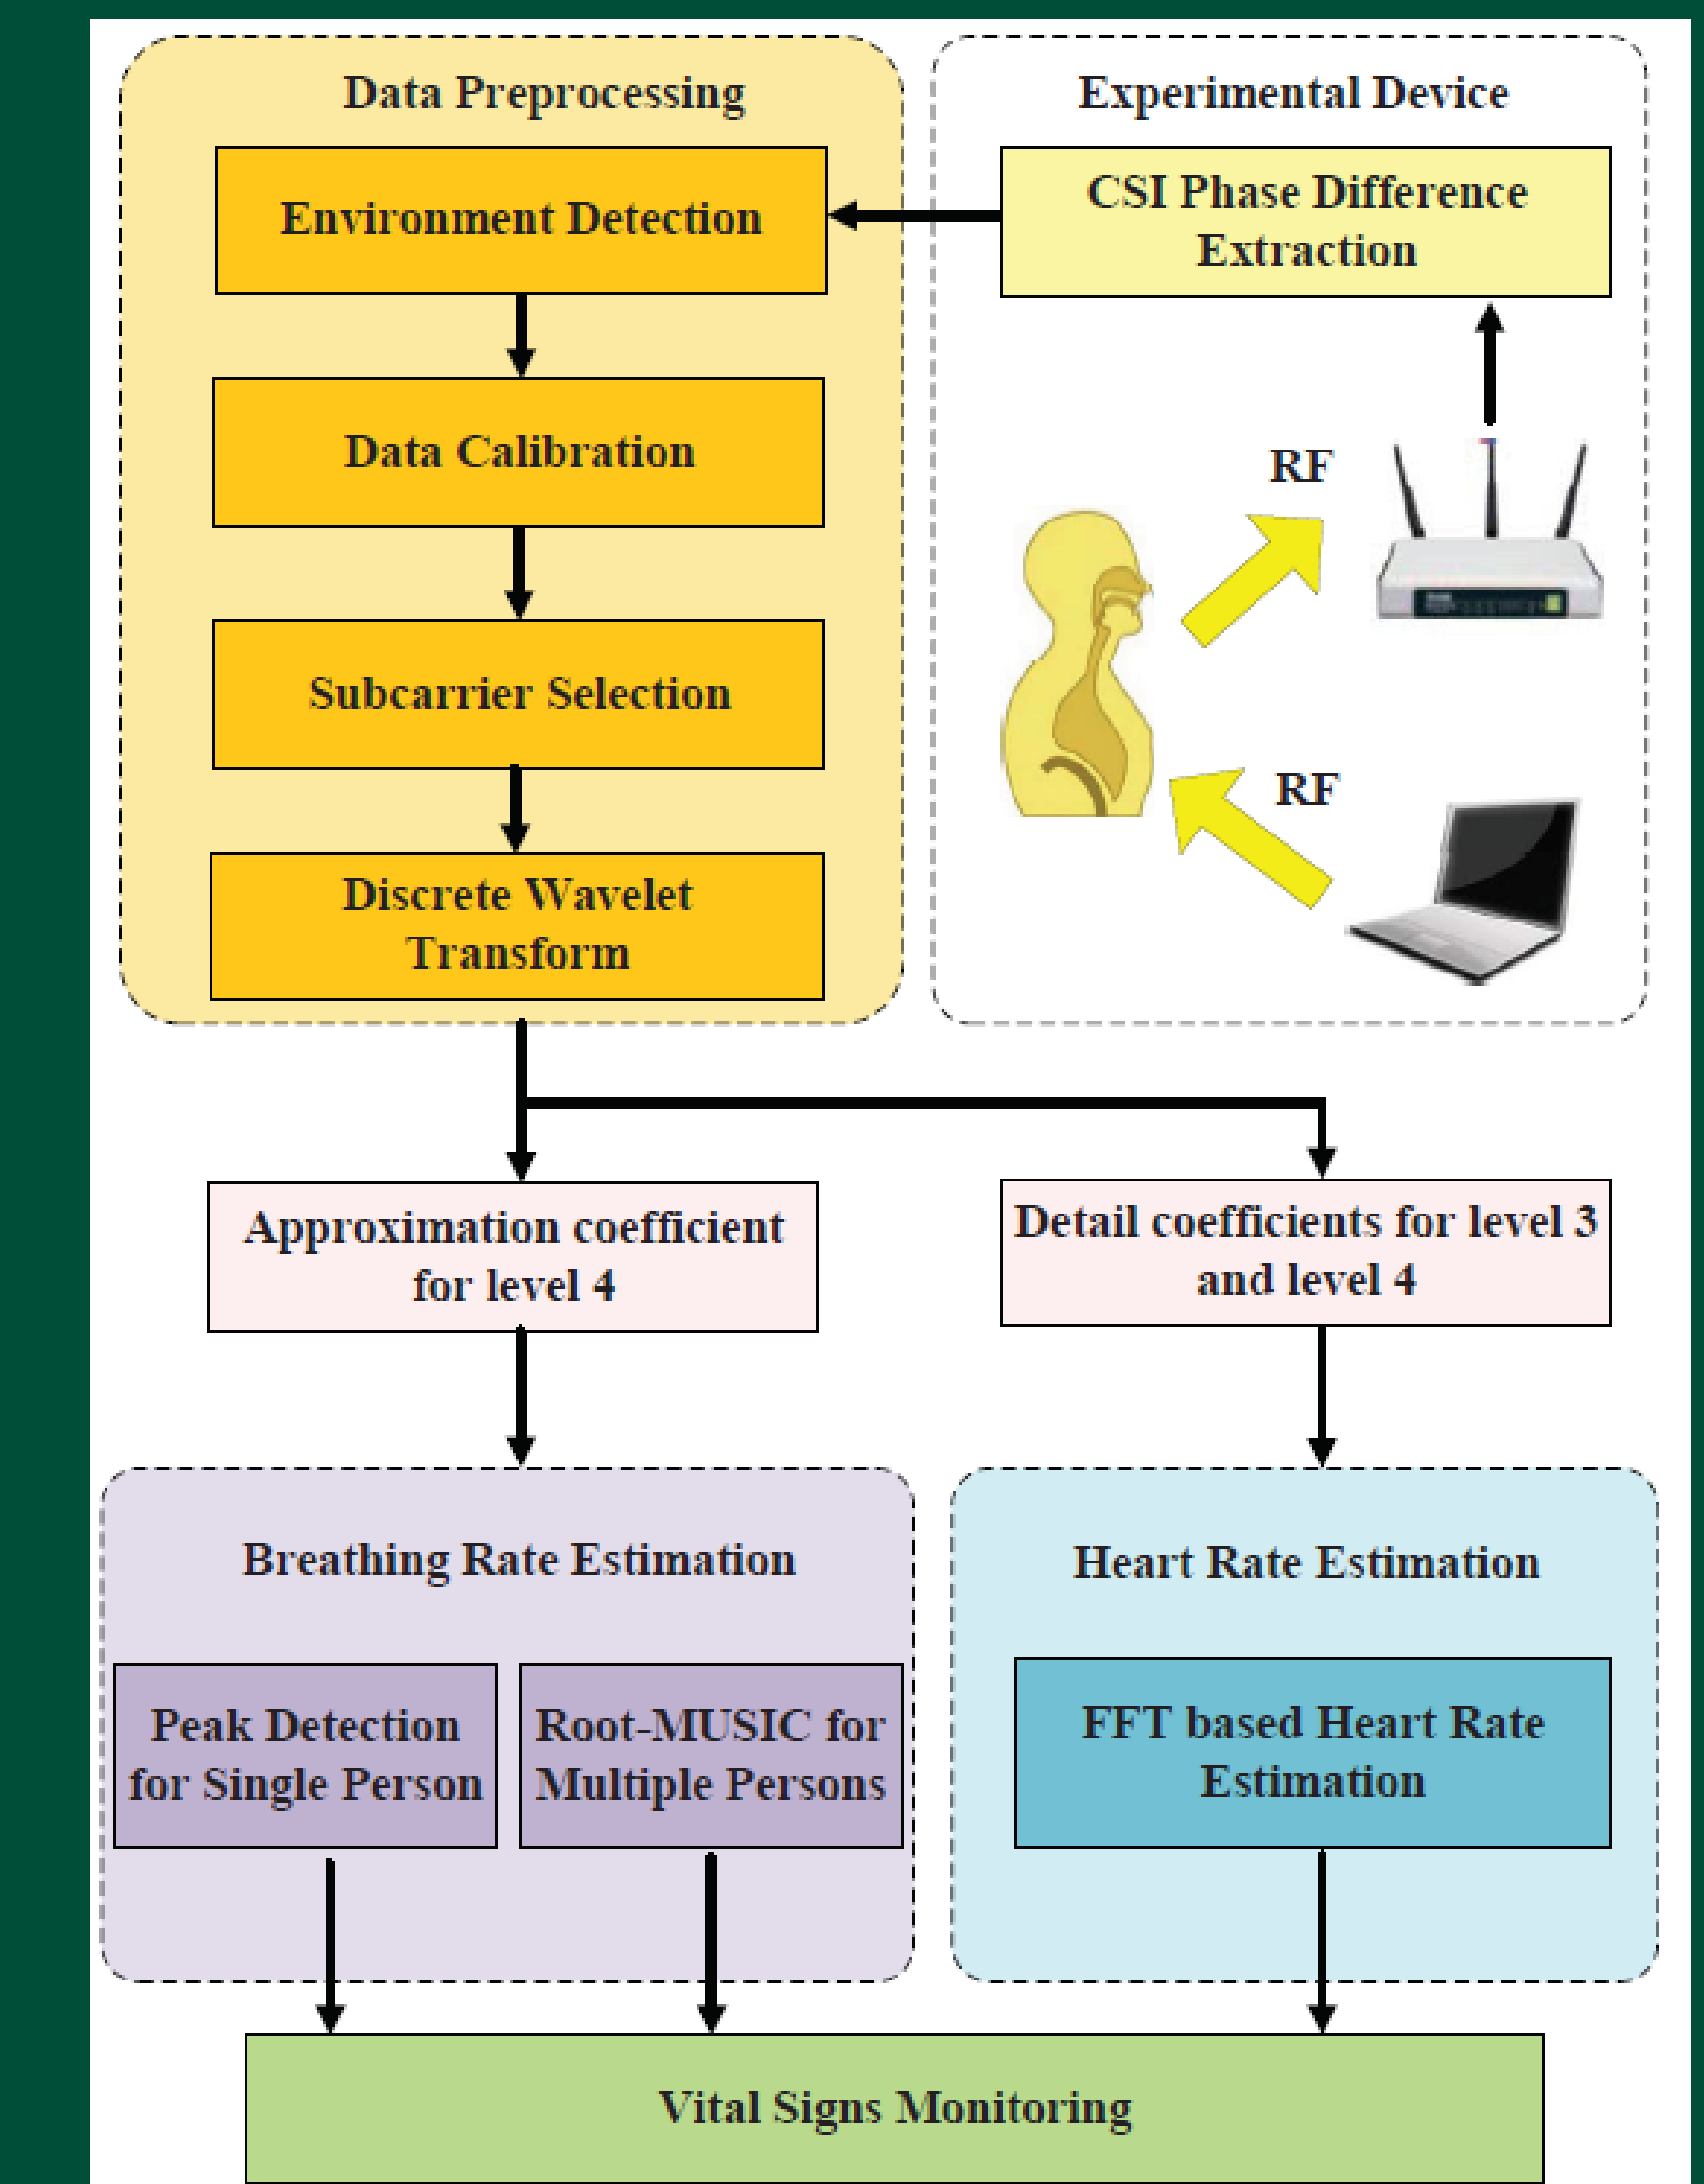 Data Preprocessing
Environment Detection
Data Calibration
Subcarrier Selection
Discrete Wavelet
Transform
Experimental Device
CSI Phase Difference
Extraction
RF
RF
Approximation coefficient
for level 4
Detail coefficients for level 3
and level 4
Breathing Rate Estimation
Peak Detection
for Single Person
Root-MUSIC for
Multiple Persons
Heart Rate Estimation
FFT based Heart Rate
Estimation
Vital Signs Monitoring